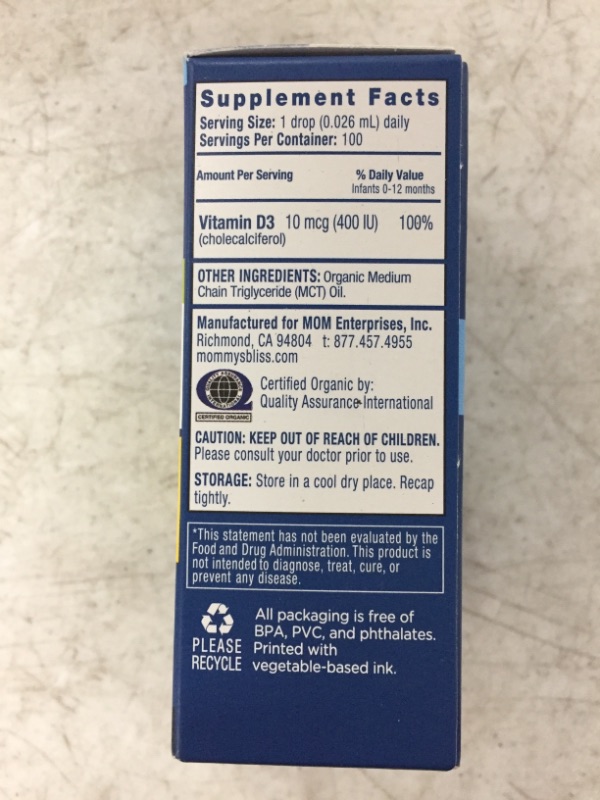 Supplement Facts
Serving Size: 1 drop (0.026 mL) daily
Servings Per Container: 100
Amount Per Serving % Daily Value
Infants 0-12 months
Vitamin D3 10 mcg (400 IU) 100%
(cholecalciferol)
OTHER INGREDIENTS: Organic Medium
Chain Triglyceride (MCT) Oil.
Manufactured for MOM Enterprises, Inc.
Richmond, CA 94804 t: 877.457.4955
mommysbliss.com
QUALITY ASSURANCE
INTERNATIONAL
CERTIFIED ORGANIC
Certified Organic by:
Quality Assurance International
CAUTION: KEEP OUT OF REACH OF CHILDREN.
Please consult your doctor prior to use.
STORAGE: Store in a cool dry place. Recap
tightly.
*This statement has not been evaluated by the
Food and Drug Administration. This product is
not intended to diagnose, treat, cure, or
prevent any disease.
PLEASE
RECYCLE
All packaging is free of
BPA, PVC, and phthalates.
Printed with
vegetable-based ink.